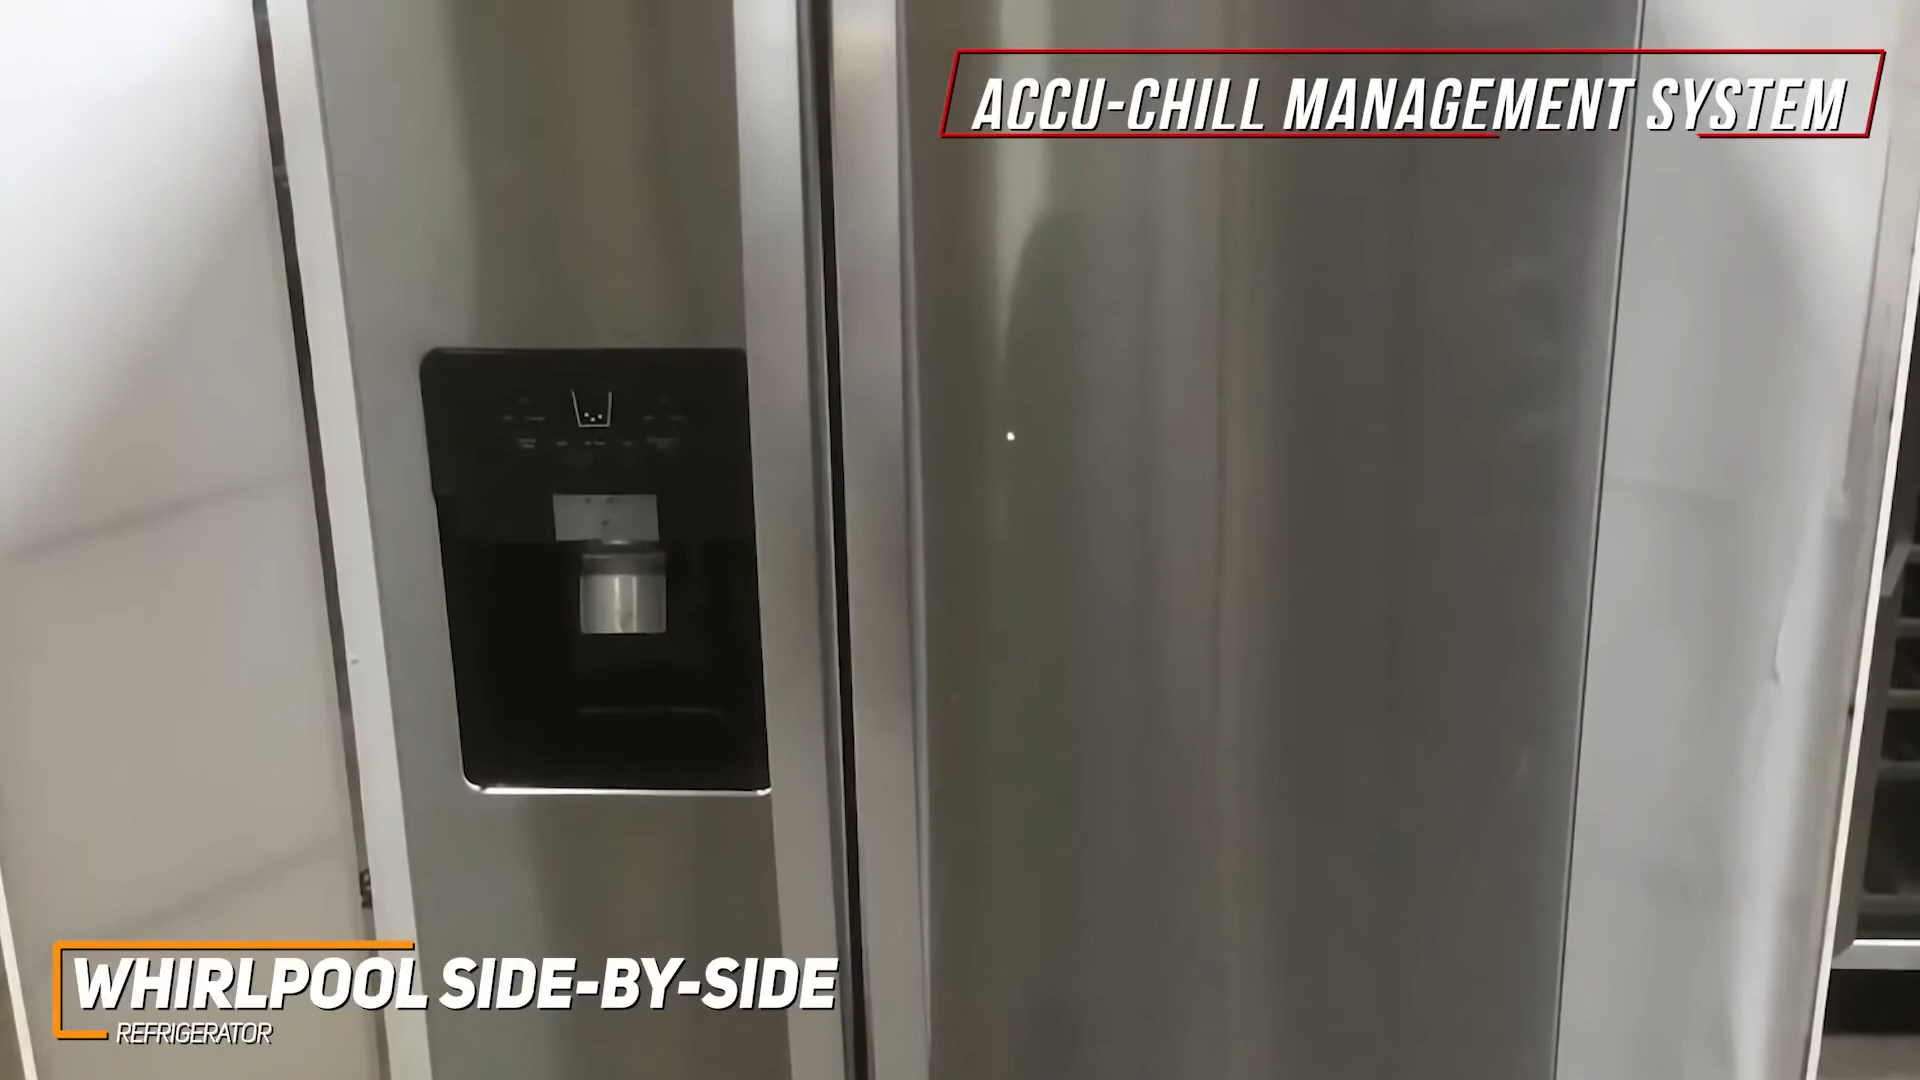 ACCU-CHILL MANAGEMENT SYSTEM
WHIRLPOOL SIDE-BY-SIDE
REFRIGERATOR